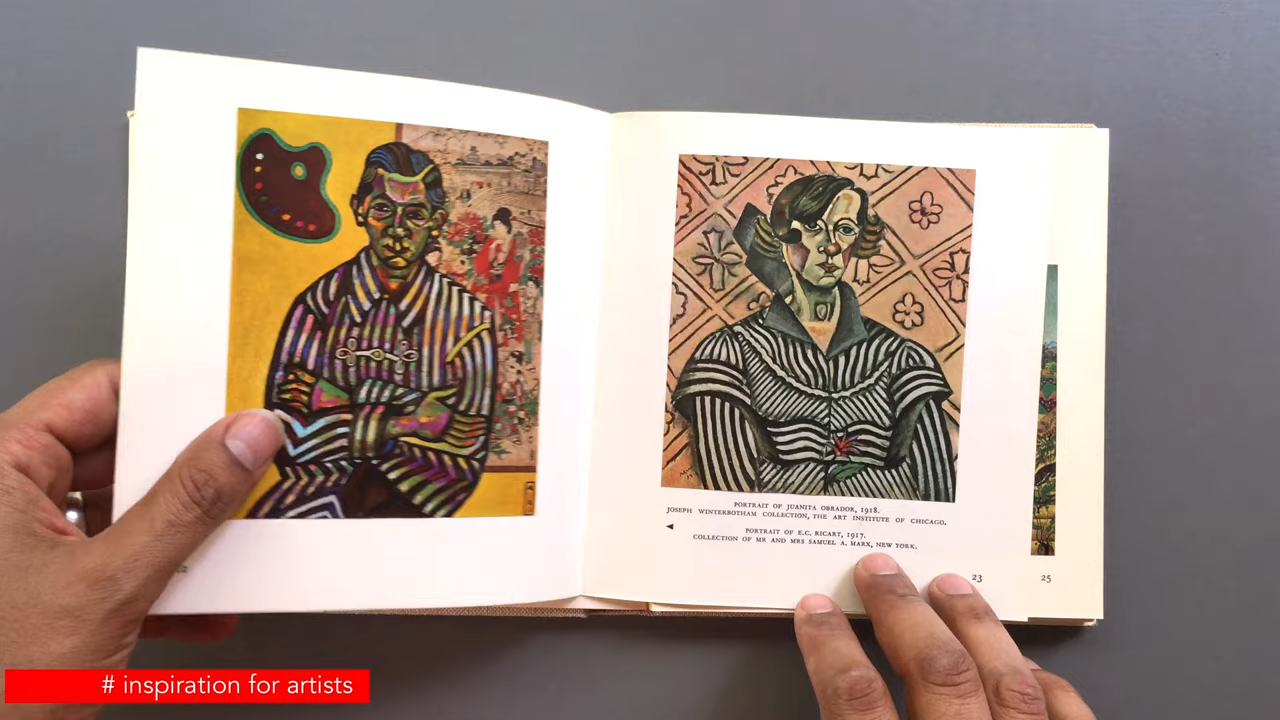 PORTRAIT OF JUANITA OBRADOR, 1918.
JOSEPH WINTERBOTHAM COLLECTION, THE ART INSTITUTE OF CHICAGO.
PORTRAIT OF E.C. RICART, 1917.
COLLECTION OF MR AND MRS SAMUEL A. MARX, NEW YORK.
23
25
# inspiration for artists